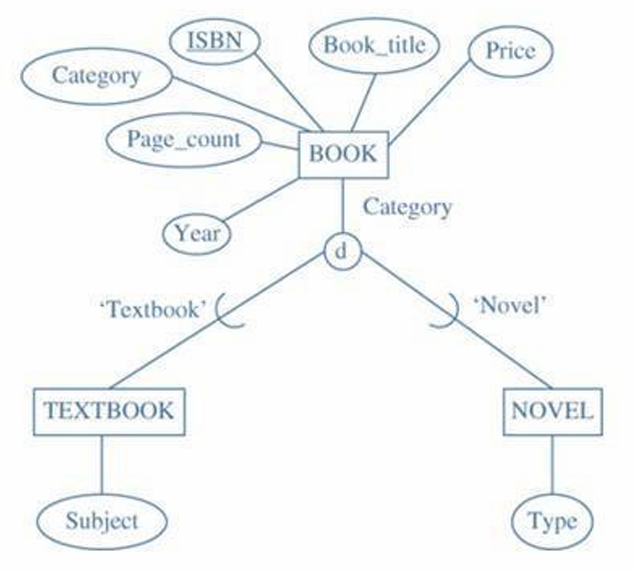 ISBN
Book_title
Price
Category
Page_count
BOOK
Category
Year
d
‘Textbook’
‘Novel’
TEXTBOOK
NOVEL
Subject
Type